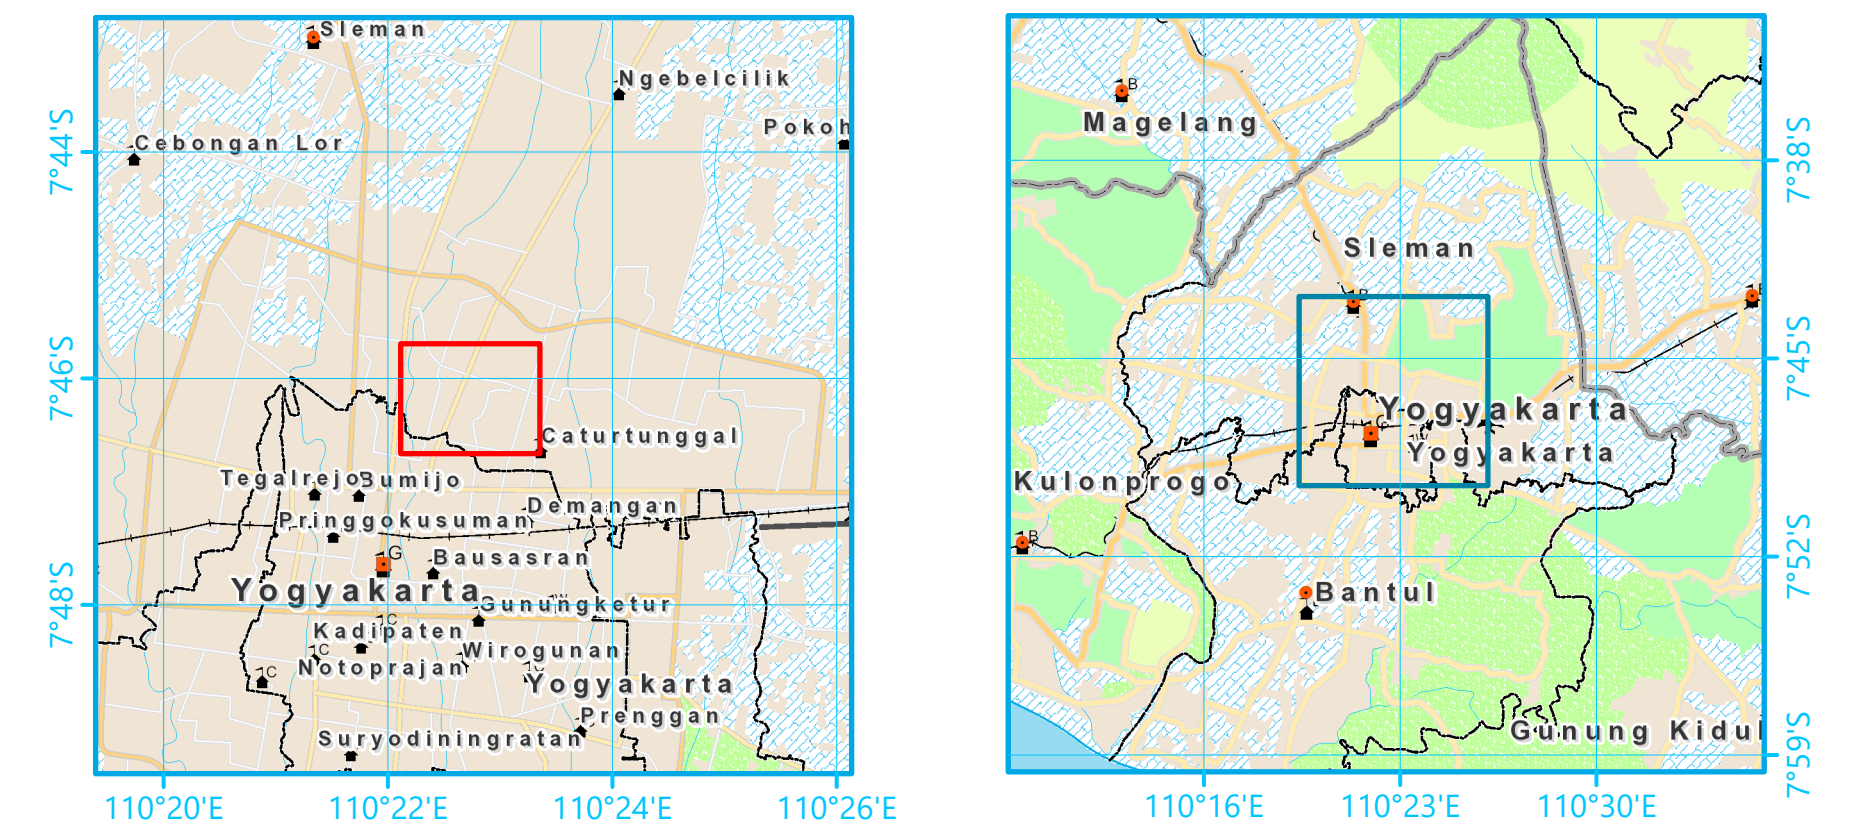 Sleman
Ngebelcilik
Pokoh
Cebongan Lor
7°44'S
7°46'S
Caturtunggal
Tegalrejo
Bumijo
Demangan
Pringgokusuman
G
Bausasran
Yogyakarta
Gunungketur
7°48'S
C
Kadipaten
C
Wirogunan
Notoprajan
C
Yogyakarta
Prenggan
Suryodiningratan
110°20'E
110°22'E
110°24'E
110°26'E
B
Magelang
7°38'S
Sleman
B
7°45'S
Yogyakarta
G
Yogyakarta
Kulonprogo
B
7°52'S
Bantul
Gunung Kidul
7°59'S
110°16'E
110°23'E
110°30'E